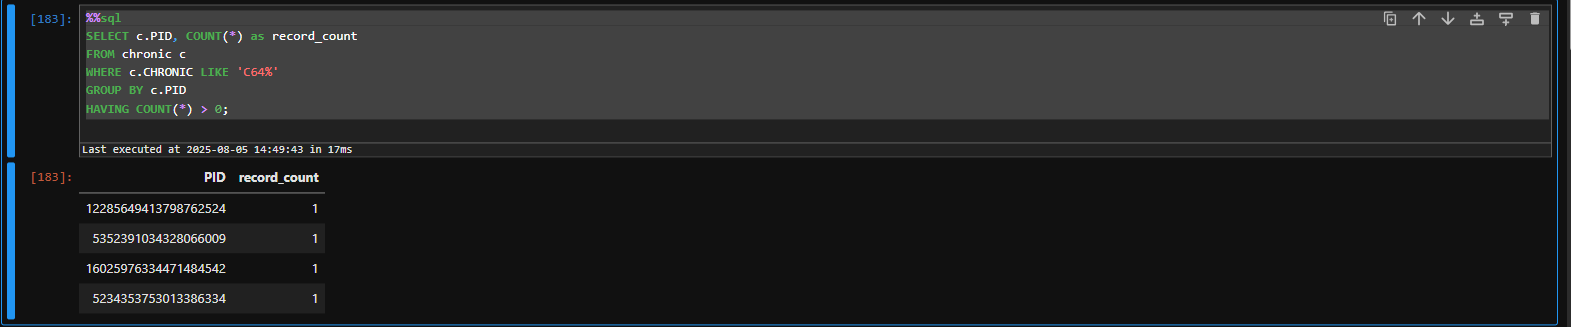 [183]:
%%sql
SELECT c.PID, COUNT(*) as record_count
FROM chronic c
WHERE c.CHRONIC LIKE 'C64%'
GROUP BY c.PID
HAVING COUNT(*) > 0;
Last executed at 2025-08-05 14:49:43 in 17ms
[183]:
PID record_count
12285649413798762524 1
5352391034328066009 1
16025976334471484542 1
5234353753013386334 1